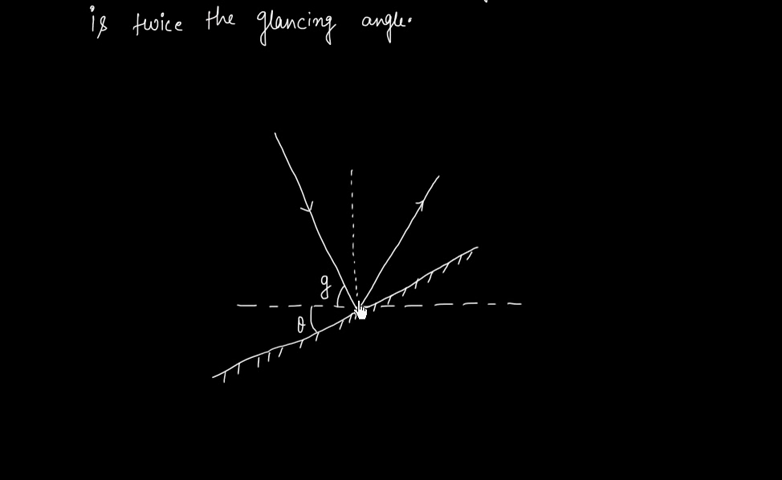 is twice the glancing angle.
g
θ